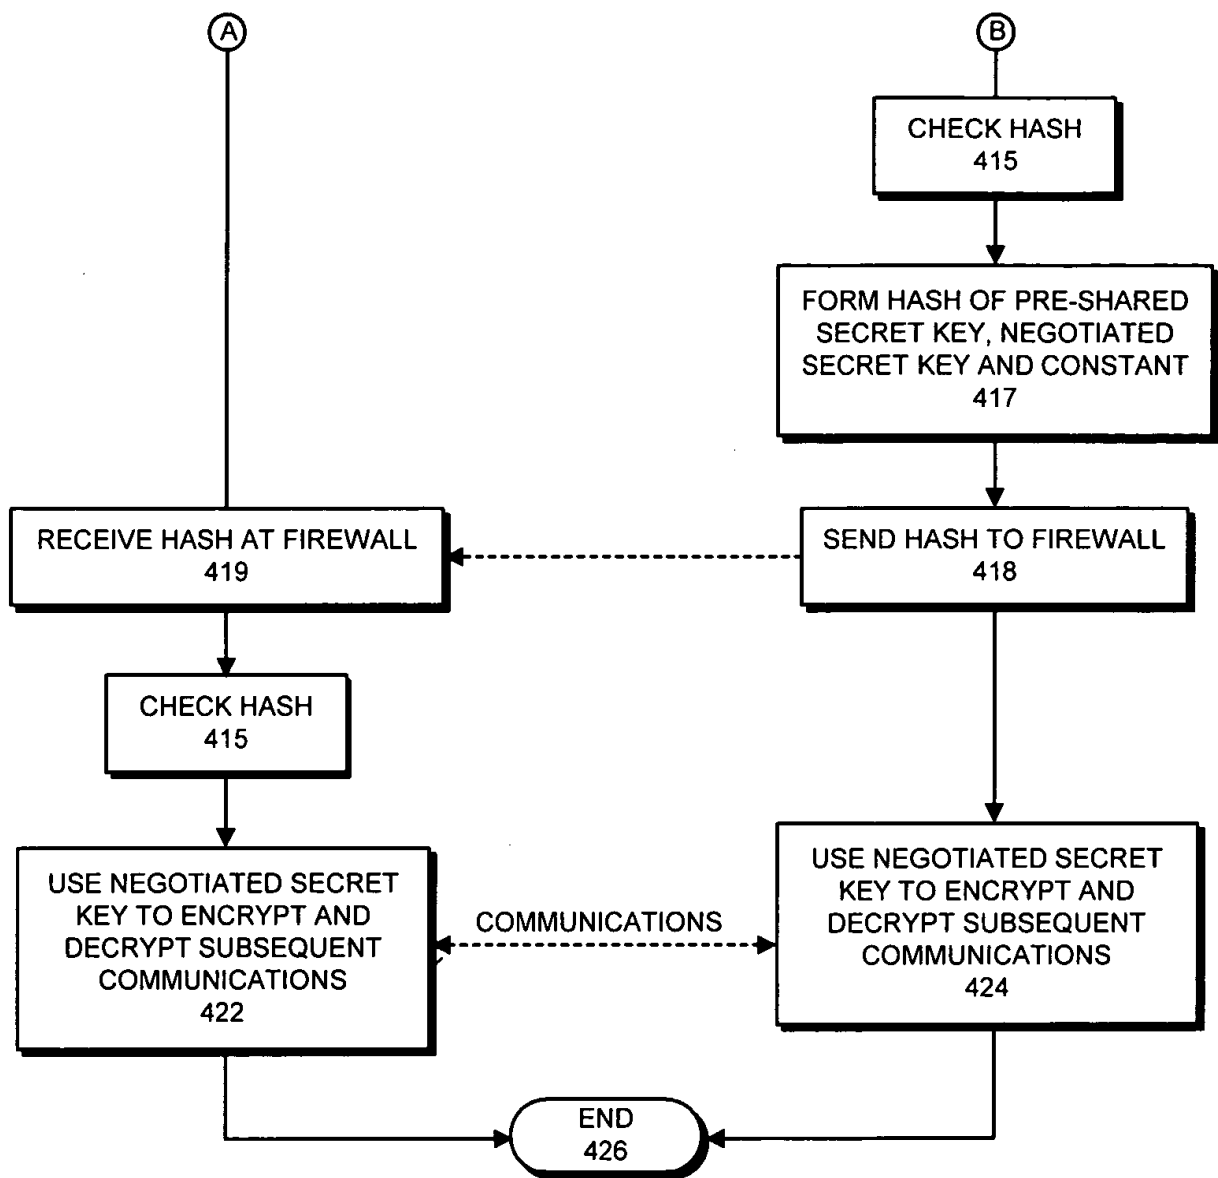 A
B
CHECK HASH
415
FORM HASH OF PRE-SHARED
SECRET KEY, NEGOTIATED
SECRET KEY AND CONSTANT
417
RECEIVE HASH AT FIREWALL
419
SEND HASH TO FIREWALL
418
CHECK HASH
415
USE NEGOTIATED SECRET
KEY TO ENCRYPT AND
DECRYPT SUBSEQUENT
COMMUNICATIONS
422
COMMUNICATIONS
USE NEGOTIATED SECRET
KEY TO ENCRYPT AND
DECRYPT SUBSEQUENT
COMMUNICATIONS
424
END
426